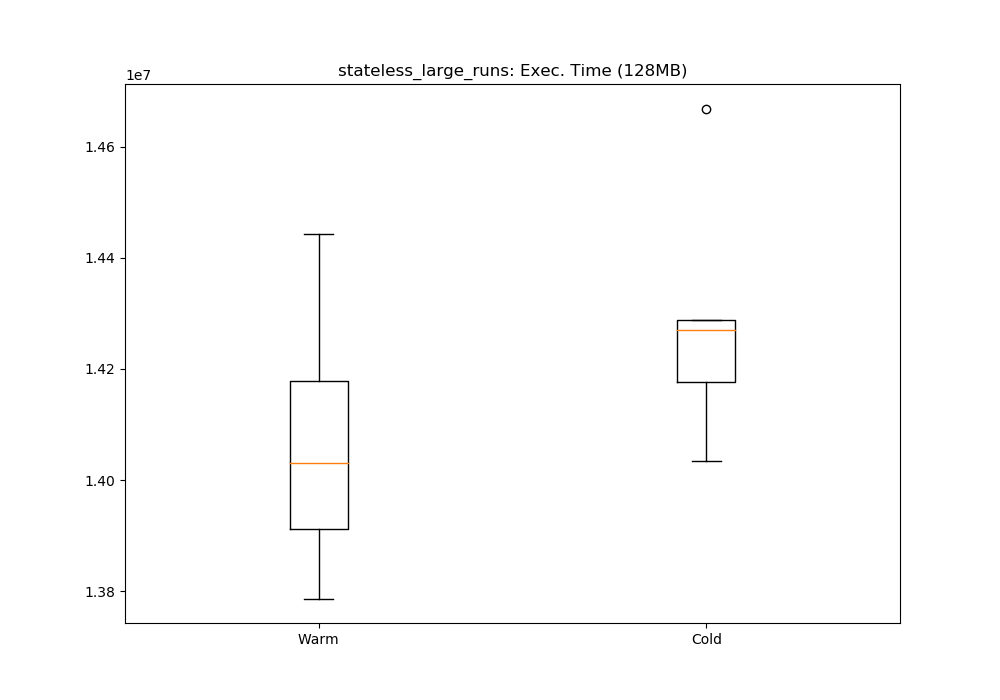 stateless_large_runs: Exec. Time (128MB)
1e7
1.46
1.44
1.42
1.40
1.38
Warm
Cold